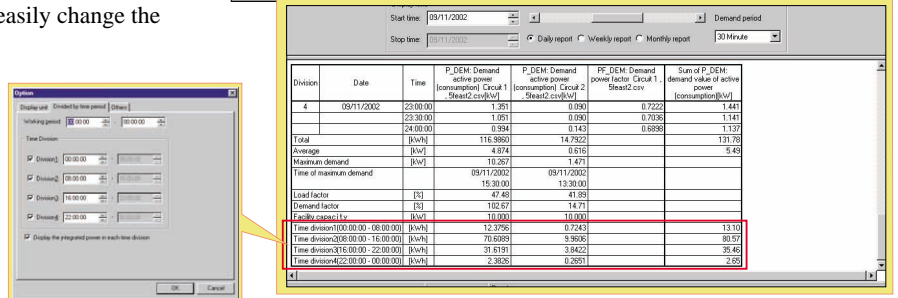 easily change the
Start time: 09/11/2002
Demand period
Stop time: 09/11/2002
Daily report Weekly report Monthly report
30 Minute
Division Date Time P_DEM: Demand active power (consumption) Circuit 1 , 5feast2.csv[kW] P_DEM: Demand active power (consumption) Circuit 2 , 5feast2.csv[kW] PF_DEM: Demand power factor Circuit 1 , 5feast2.csv Sum of P_DEM: demand value of active power (consumption)[kW]
4 09/11/2002 23:00:00 1.351 0.090 0.7222 1.441
23:30:00 1.051 0.090 0.7036 1.141
24:00:00 0.994 0.143 0.6898 1.137
Total [kWh] 116.9860 14.7922 131.78
Average [kW] 4.874 0.616 5.49
Maximum demand [kW] 10.267 1.471
Time of maximum demand 09/11/2002 09/11/2002
15:30:00 13:30:00
Load factor [%] 47.48 41.89
Demand factor [%] 102.67 14.71
Facility capacity [kW] 10.000 10.000
Time division1(00:00:00 - 08:00:00) [kWh] 12.3756 0.7243 13.10
Time division2(08:00:00 - 16:00:00) [kWh] 70.6089 9.9606 80.57
Time division3(16:00:00 - 22:00:00) [kWh] 31.6191 3.8422 35.46
Time division4(22:00:00 - 00:00:00) [kWh] 2.3826 0.2651 2.65
Option
Display unit Divided by time period Others
Working period: 00:00:00 - 00:00:00
Time Division
Division1: 00:00:00 -
Division2: 08:00:00 -
Division3: 16:00:00 -
Division4: 22:00:00 -
Display the integrated power in each time division
OK Cancel